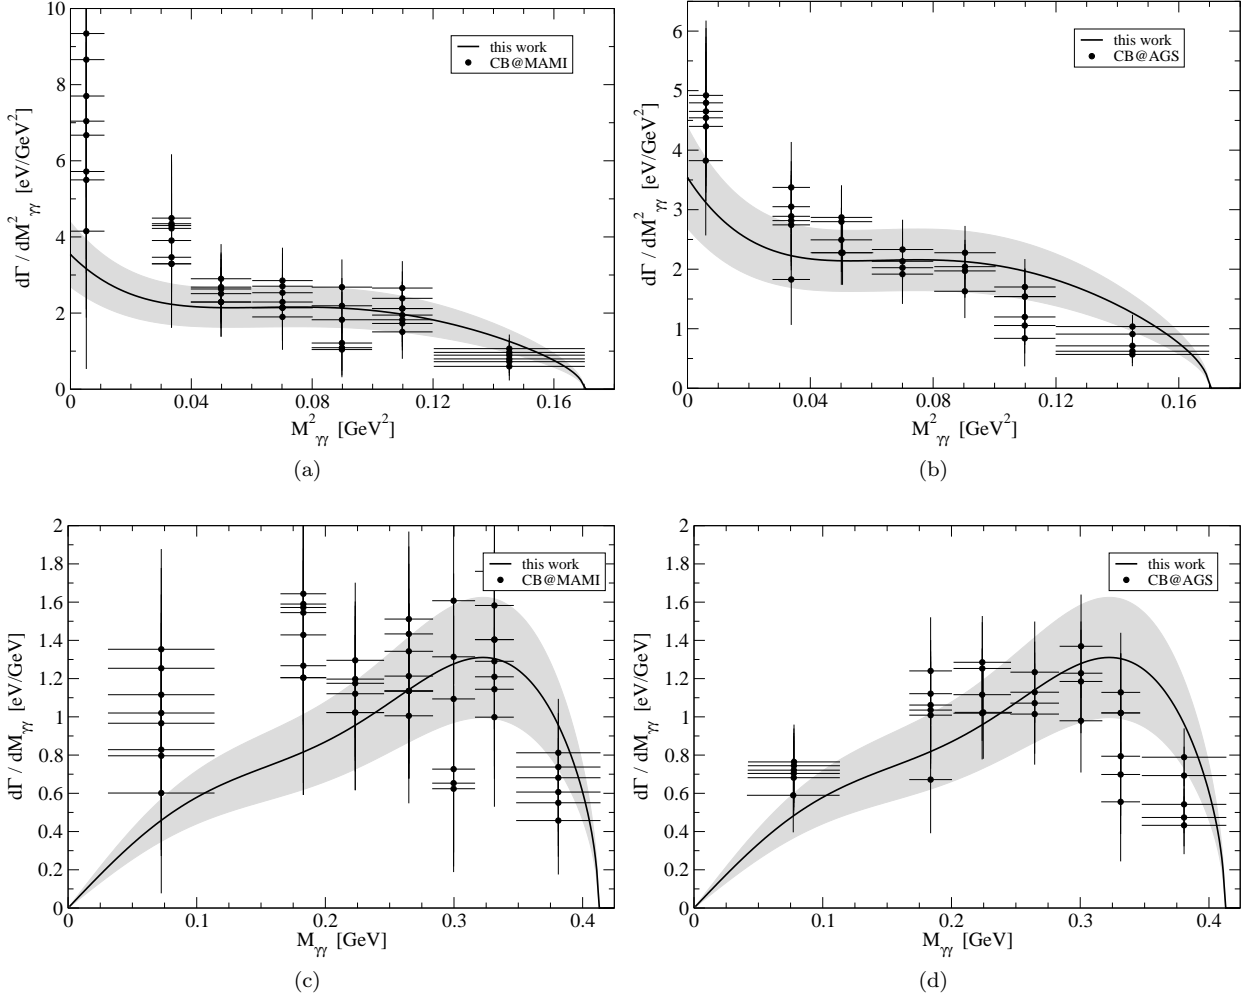 10
8
6
4
2
0
dΓ / dM²γγ [eV/GeV²]
this work
CB@MAMI
0 0.04 0.08 0.12 0.16
M²γγ [GeV²]
(a)
6
5
4
3
2
1
0
dΓ / dM²γγ [eV/GeV²]
this work
CB@AGS
0 0.04 0.08 0.12 0.16
M²γγ [GeV²]
(b)
2
1.8
1.6
1.4
1.2
1
0.8
0.6
0.4
0.2
0
dΓ / dMγγ [eV/GeV]
this work
CB@MAMI
0 0.1 0.2 0.3 0.4
Mγγ [GeV]
(c)
2
1.8
1.6
1.4
1.2
1
0.8
0.6
0.4
0.2
0
dΓ / dMγγ [eV/GeV]
this work
CB@AGS
0 0.1 0.2 0.3 0.4
Mγγ [GeV]
(d)